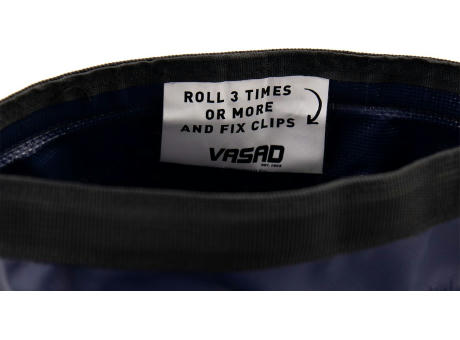 ROLL 3 TIMES
OR MORE
AND FIX CLIPS
VASAD